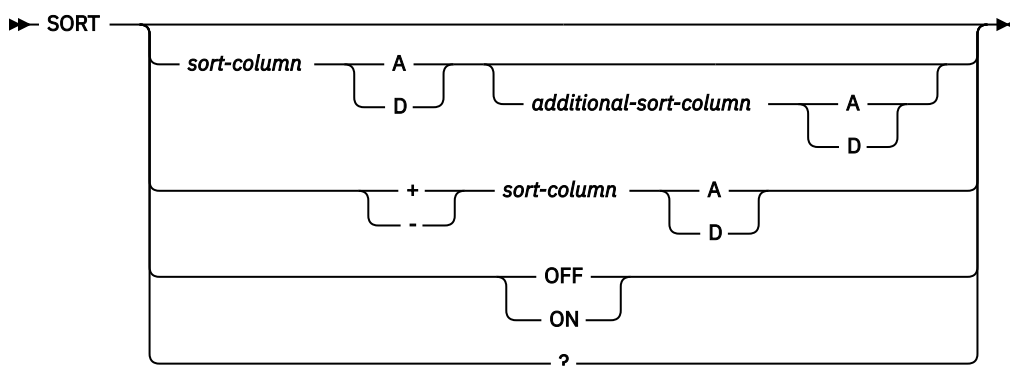 SORT
sort-column A
D
additional-sort-column A
D
+ sort-column A
-
D
OFF
ON
?